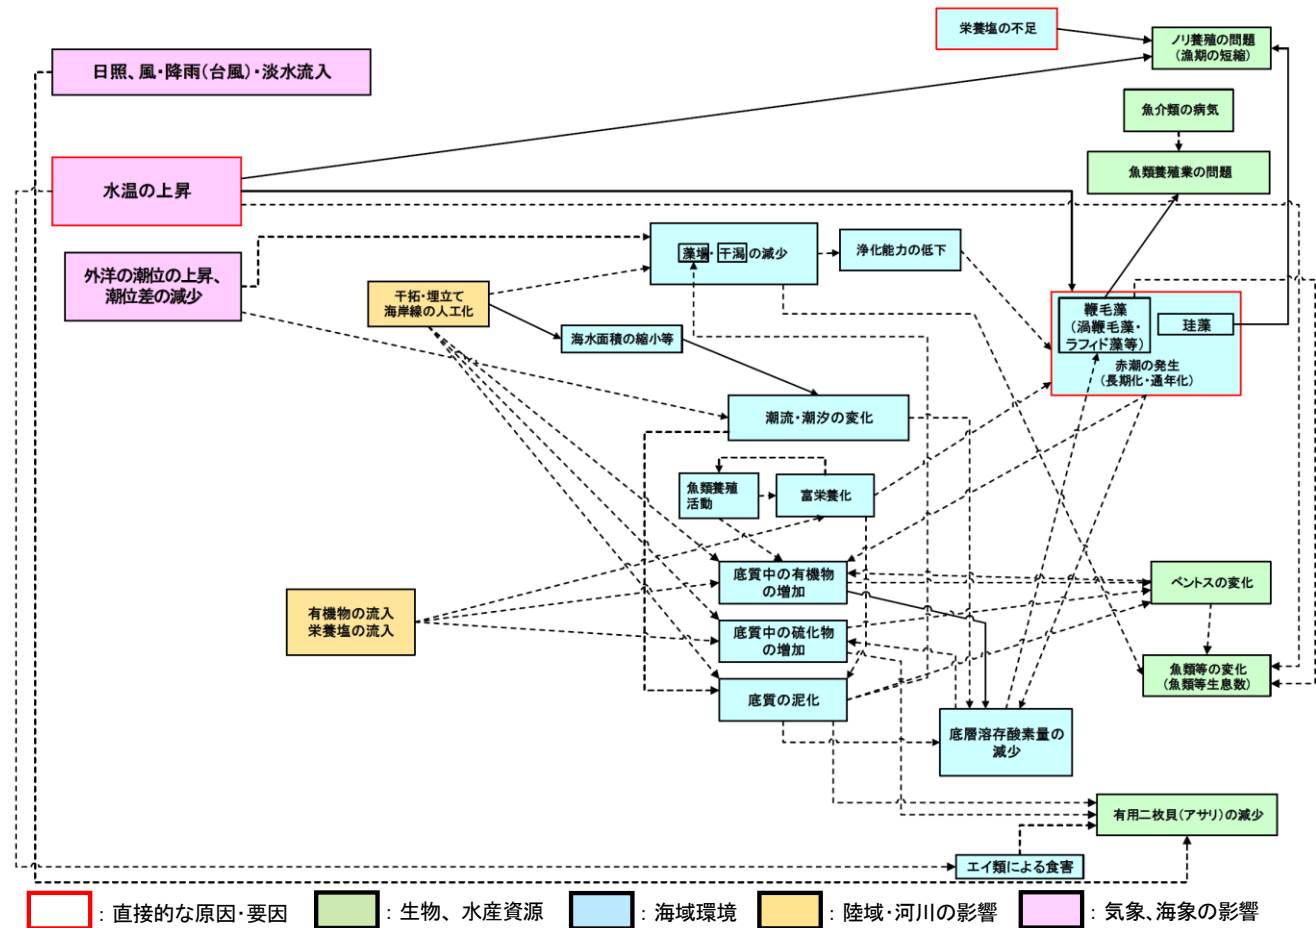 栄養塩の不足
ノリ養殖の問題
(漁期の短縮)
日照、風・降雨(台風)・淡水流入
魚介類の病気
水温の上昇
魚類養殖業の問題
藻場・干潟の減少
浄化能力の低下
外洋の潮位の上昇、
潮位差の減少
干拓・埋立て
海岸線の人工化
鞭毛藻
(渦鞭毛藻・
ラフィド藻等)
珪藻
赤潮の発生
(長期化・通年化)
海水面積の縮小等
潮流・潮汐の変化
魚類養殖
活動
富栄養化
底質中の有機物
の増加
ベントスの変化
有機物の流入
栄養塩の流入
底質中の硫化物
の増加
魚類等の変化
(魚類等生息数)
底質の泥化
底層溶存酸素量の
減少
有用二枚貝(アサリ)の減少
エイ類による食害
：直接的な原因・要因
：生物、水産資源
：海域環境
：陸域・河川の影響
：気象、海象の影響